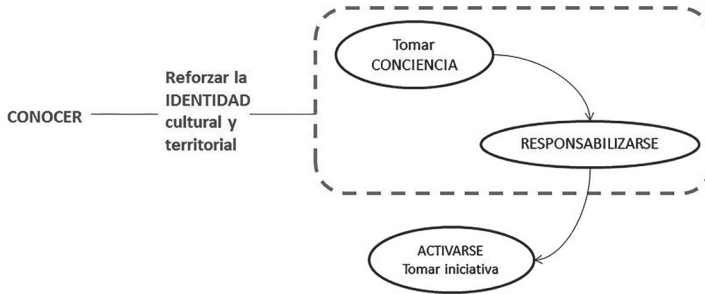 CONOCER
Reforzar la
IDENTIDAD
cultural y
territorial
Tomar
CONCIENCIA
RESPONSABILIZARSE
ACTIVARSE
Tomar iniciativa